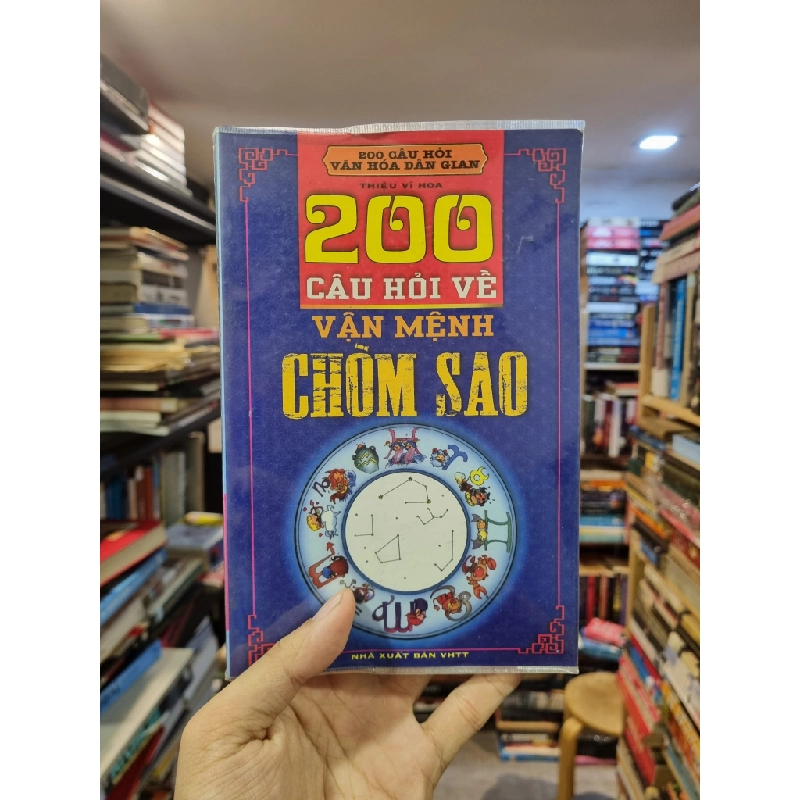 200 CÂU HỎI
VĂN HÓA DÂN GIAN
THIỆU VĨ HOA
200
CÂU HỎI VỀ
VẬN MỆNH
CHÒM SAO
NHÀ XUẤT BẢN VHTT